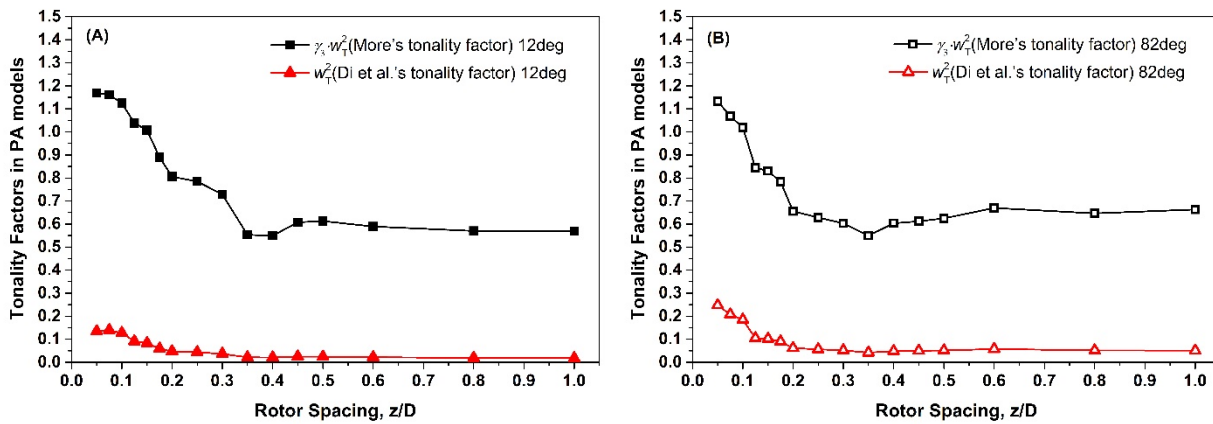 (A)
γ₃·w_T²(More's tonality factor) 12deg
w_T²(Di et al.'s tonality factor) 12deg
Tonality Factors in PA models
1.5
1.4
1.3
1.2
1.1
1.0
0.9
0.8
0.7
0.6
0.5
0.4
0.3
0.2
0.1
0.0
0.0 0.1 0.2 0.3 0.4 0.5 0.6 0.7 0.8 0.9 1.0
Rotor Spacing, z/D
(B)
γ₃·w_T²(More's tonality factor) 82deg
w_T²(Di et al.'s tonality factor) 82deg
Tonality Factors in PA models
1.5
1.4
1.3
1.2
1.1
1.0
0.9
0.8
0.7
0.6
0.5
0.4
0.3
0.2
0.1
0.0
0.0 0.1 0.2 0.3 0.4 0.5 0.6 0.7 0.8 0.9 1.0
Rotor Spacing, z/D